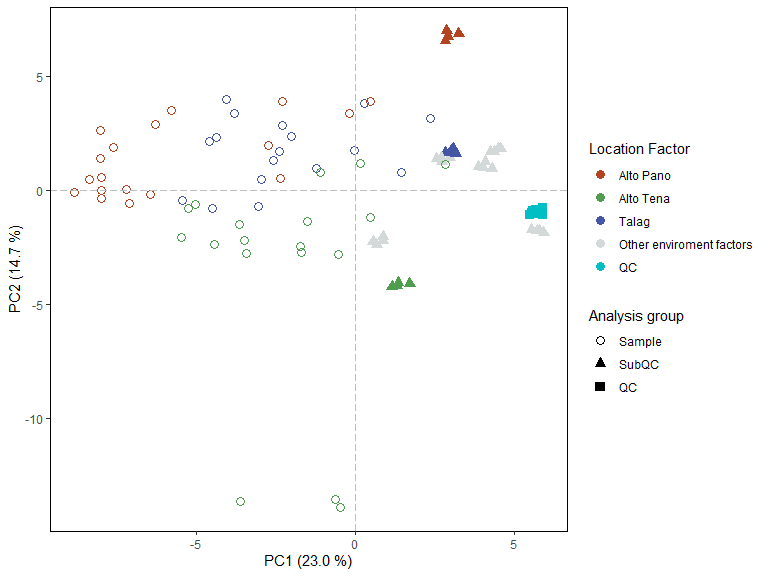 5
0
-5
-10
PC2 (14.7 %)
-5
0
5
PC1 (23.0 %)
Location Factor
Alto Pano
Alto Tena
Talag
Other enviroment factors
QC
Analysis group
Sample
SubQC
QC